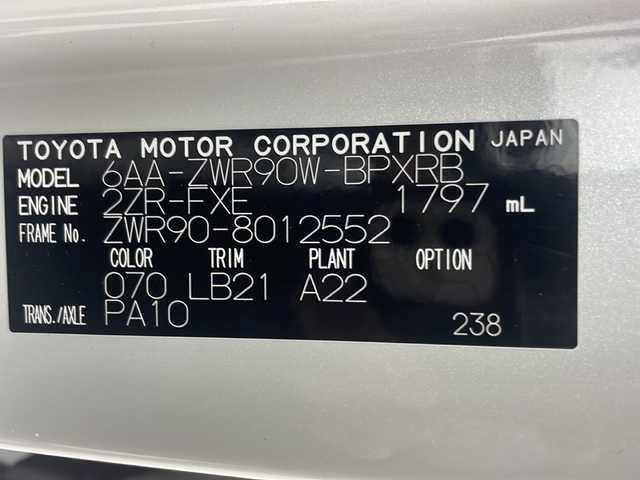 TOYOTA MOTOR CORPORATION JAPAN
MODEL 6AA-ZWR90W-BPXRB
ENGINE 2ZR-FXE 1797 mL
FRAME No. ZWR90-8012552
COLOR TRIM PLANT OPTION
070 LB21 A22
TRANS./AXLE PA10 238